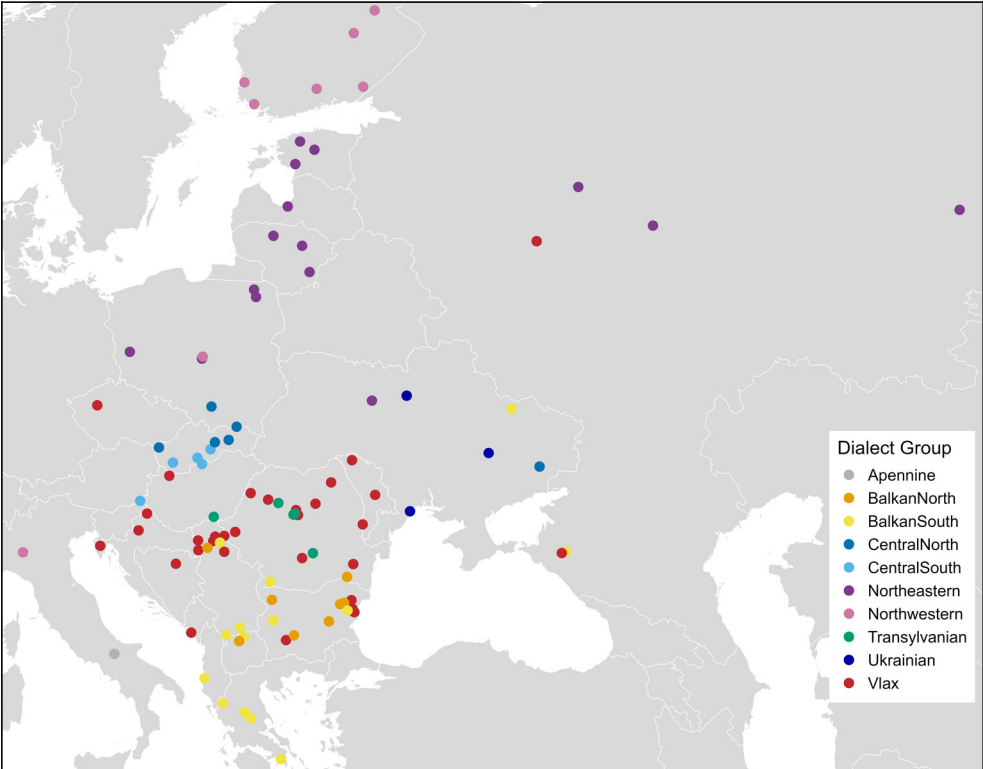 Dialect Group
Apennine
BalkanNorth
BalkanSouth
CentralNorth
CentralSouth
Northeastern
Northwestern
Transylvanian
Ukrainian
Vlax